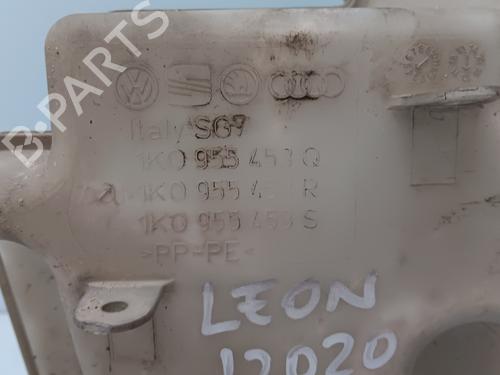 B-PARTS
Italy SG7
1K0 955 453 Q
1K0 955 453 R
1K0 955 453 S
>PP-PE<
LEON
12020